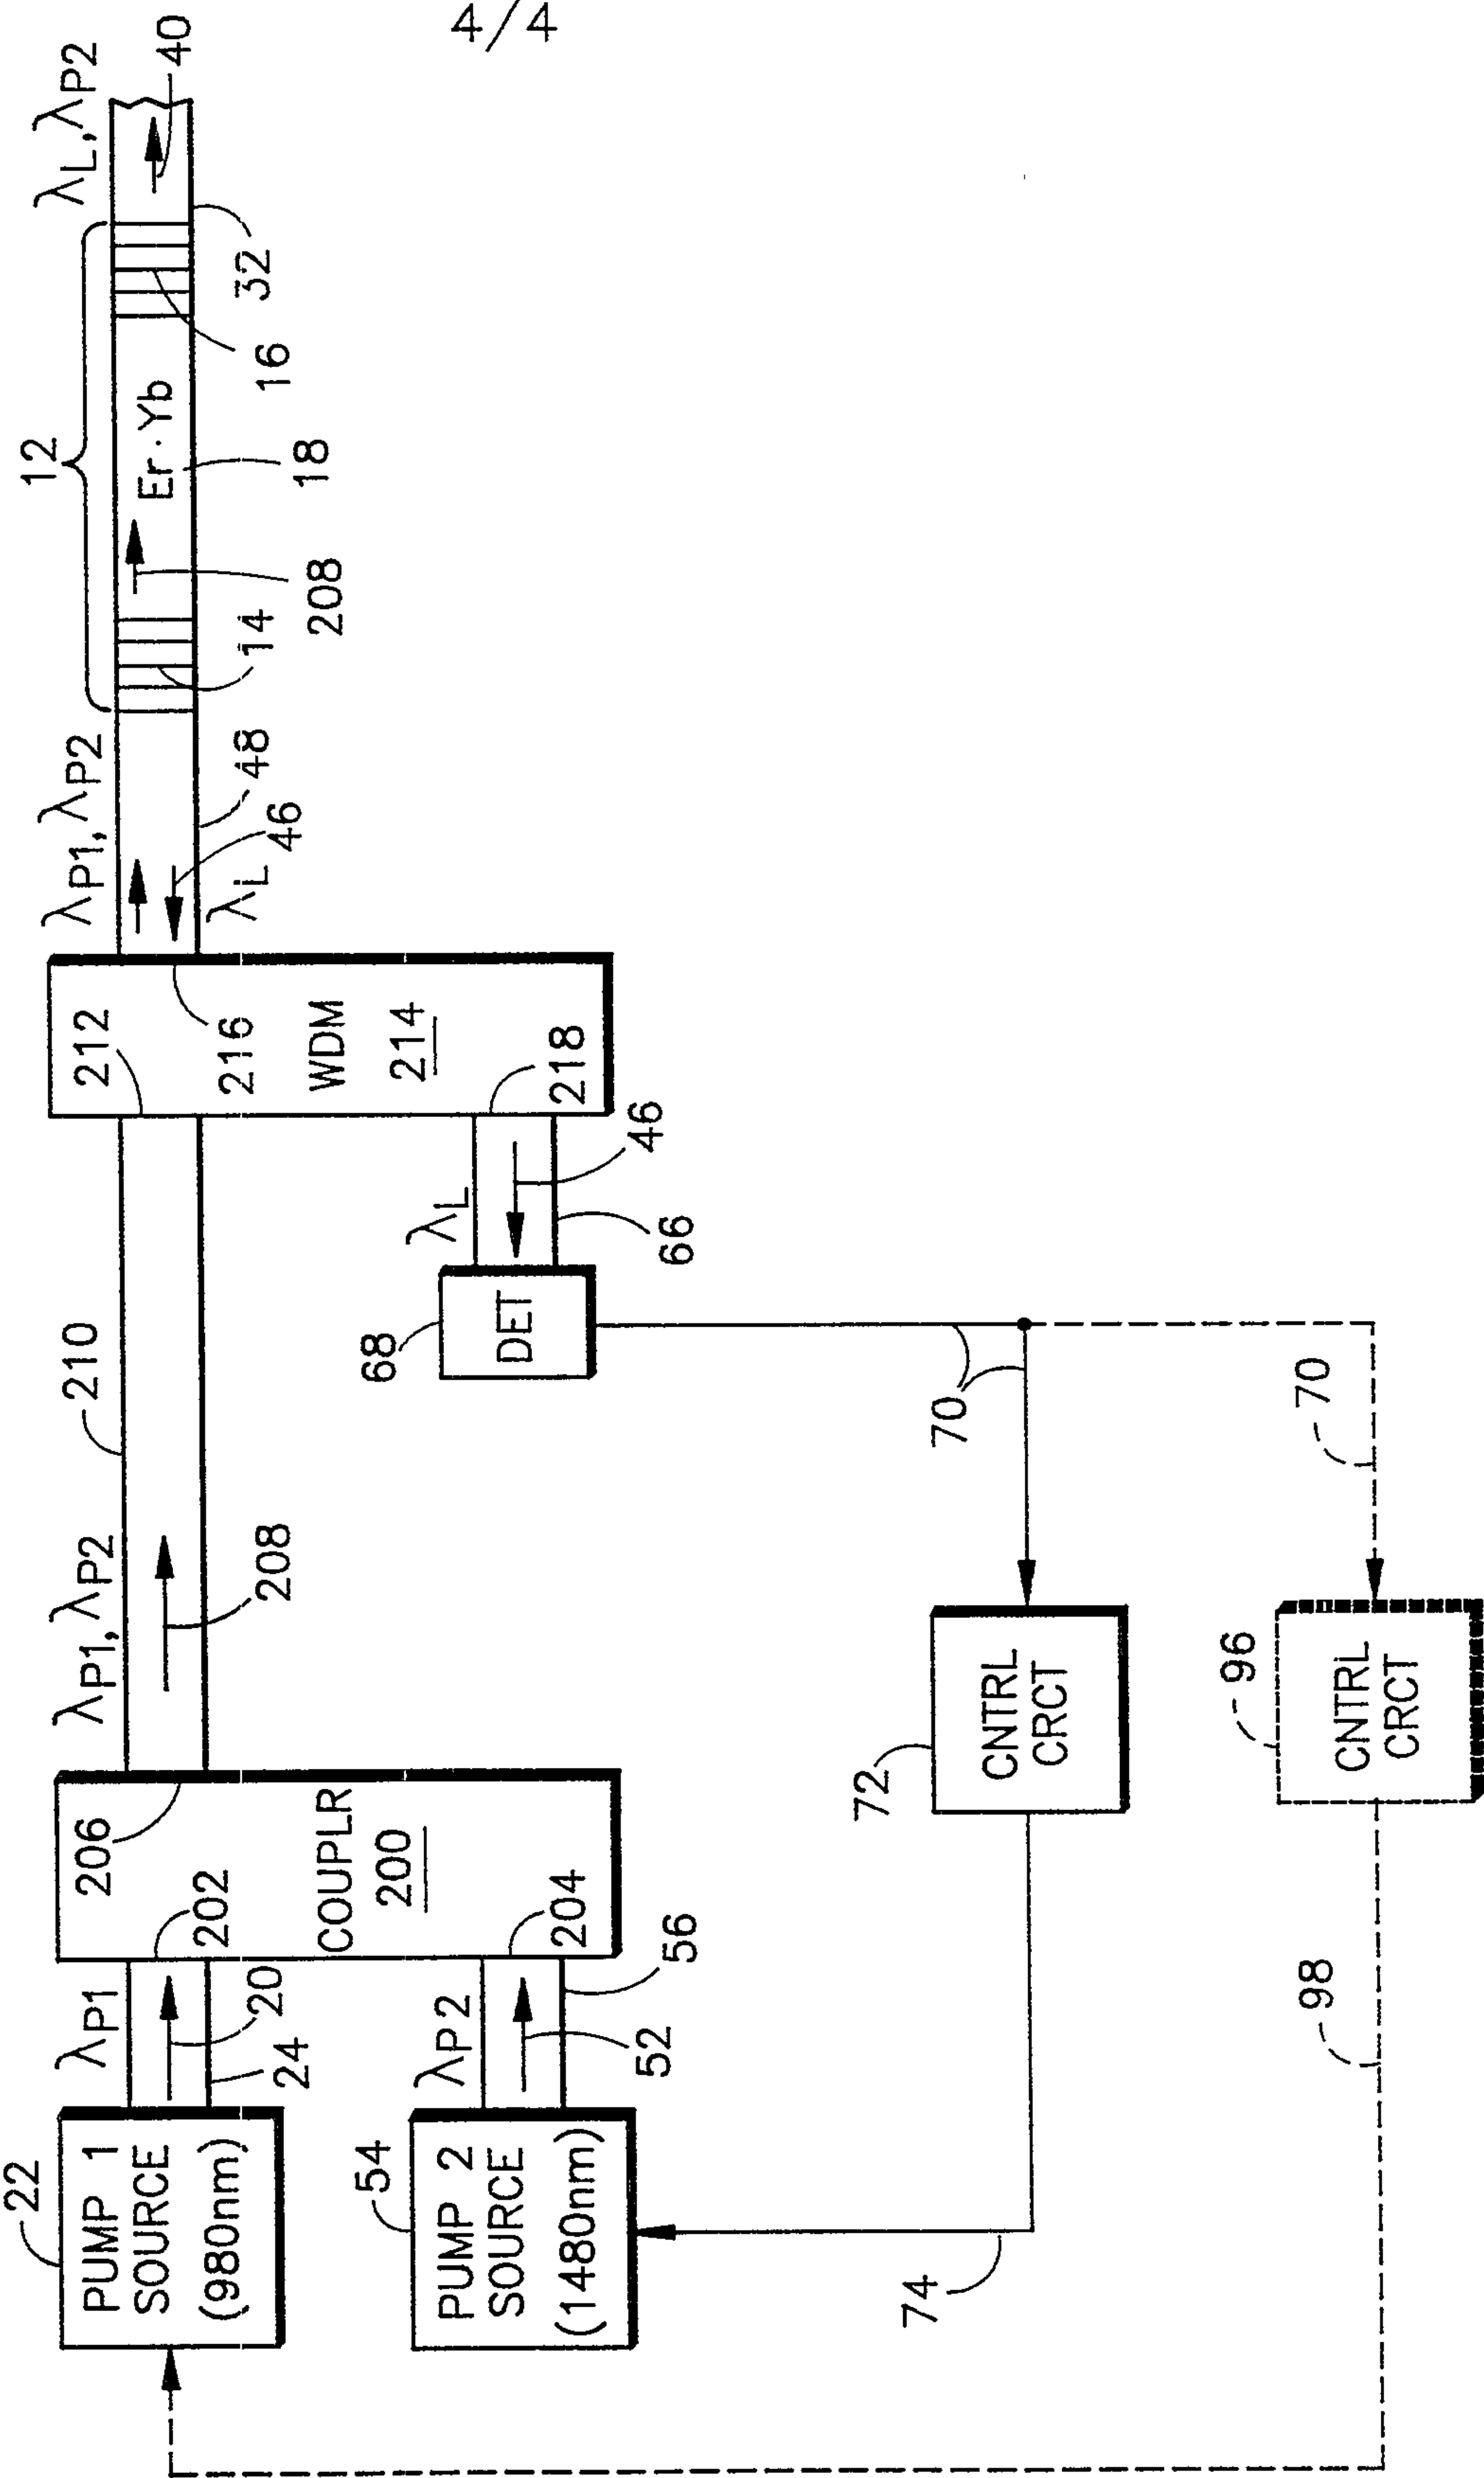 4/4
22
PUMP 1
SOURCE
(980nm)
λP1
20
24
54
PUMP 2
SOURCE
(1480nm)
λP2
52
56
206
202
COUPLR
200
204
λP1, λP2
208
210
212
216
WDM
214
218
λL
46
66
68
DET
λP1, λP2
48
46
λL
12
14
208
Er·Yb
18
16
32
λL, λP2
40
70
70
72
CNTRL
CRCT
74
96
CNTRL
CRCT
98